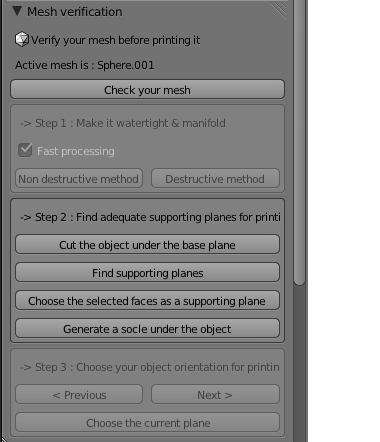 Mesh verification
Verify your mesh before printing it
Active mesh is : Sphere.001
Check your mesh
-> Step 1 : Make it watertight & manifold
Fast processing
Non destructive method Destructive method
-> Step 2 : Find adequate supporting planes for printi
Cut the object under the base plane
Find supporting planes
Choose the selected faces as a supporting plane
Generate a socle under the object
-> Step 3 : Choose your object orientation for printin
< Previous Next >
Choose the current plane